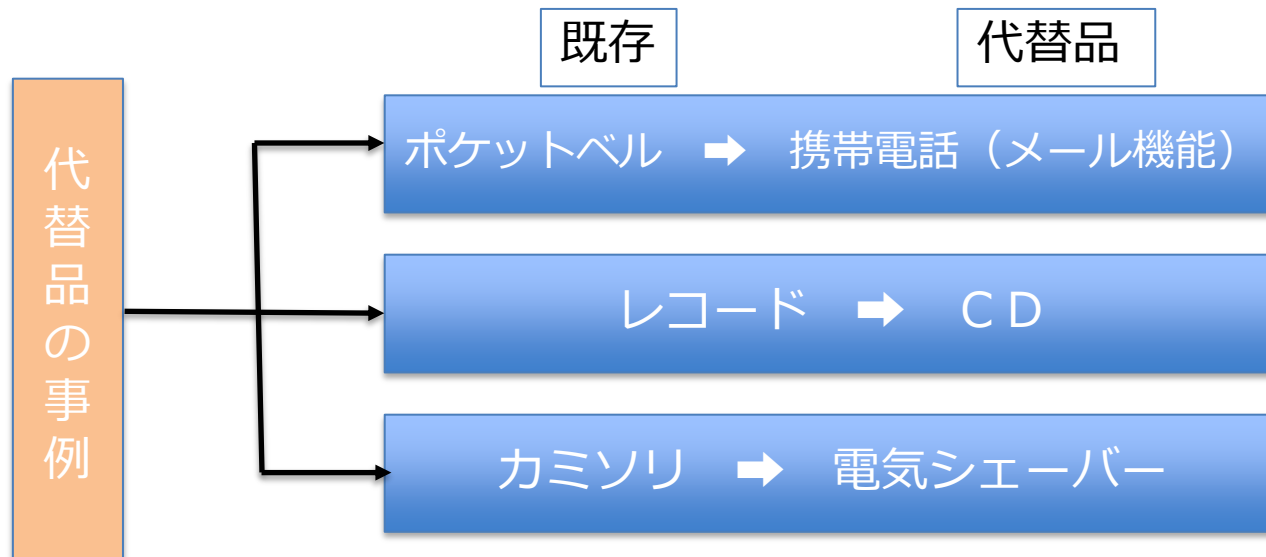 既存
代替品
代替品の事例
ポケットベル ➡ 携帯電話（メール機能）
レコード ➡ ＣＤ
カミソリ ➡ 電気シェーバー